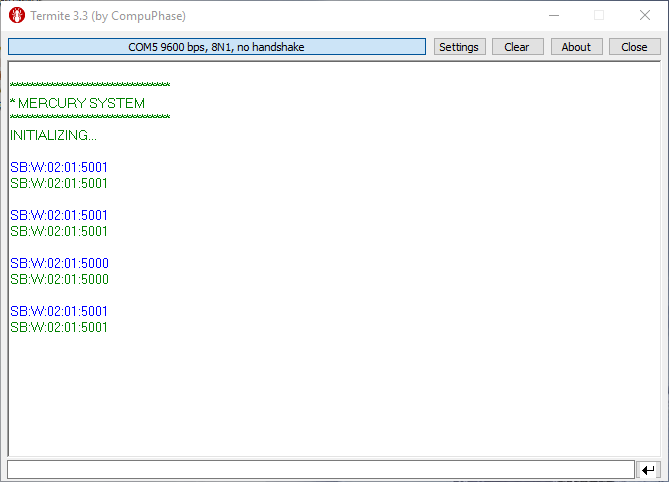 Termite 3.3 (by CompuPhase)
COM5 9600 bps, 8N1, no handshake Settings Clear About Close
******************************
* MERCURY SYSTEM
******************************
INITIALIZING...
SB:W:02:01:5001
SB:W:02:01:5001
SB:W:02:01:5001
SB:W:02:01:5001
SB:W:02:01:5000
SB:W:02:01:5000
SB:W:02:01:5001
SB:W:02:01:5001